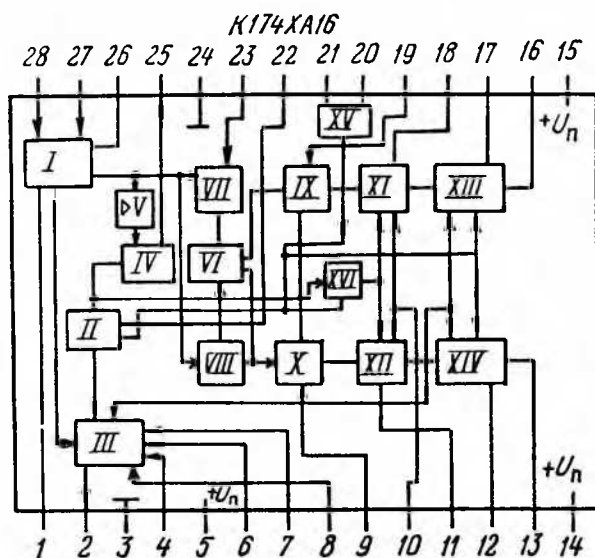 К174ХА16
28 27 26 25 24 23 22 21 20 19 18 17 16 15
XV
+Uп
I
VII IX XI XIII
▷V
IV VI
XVI
II
VIII X XII XIV
III
+Uп +Uп
1 2 3 4 5 6 7 8 9 10 11 12 13 14